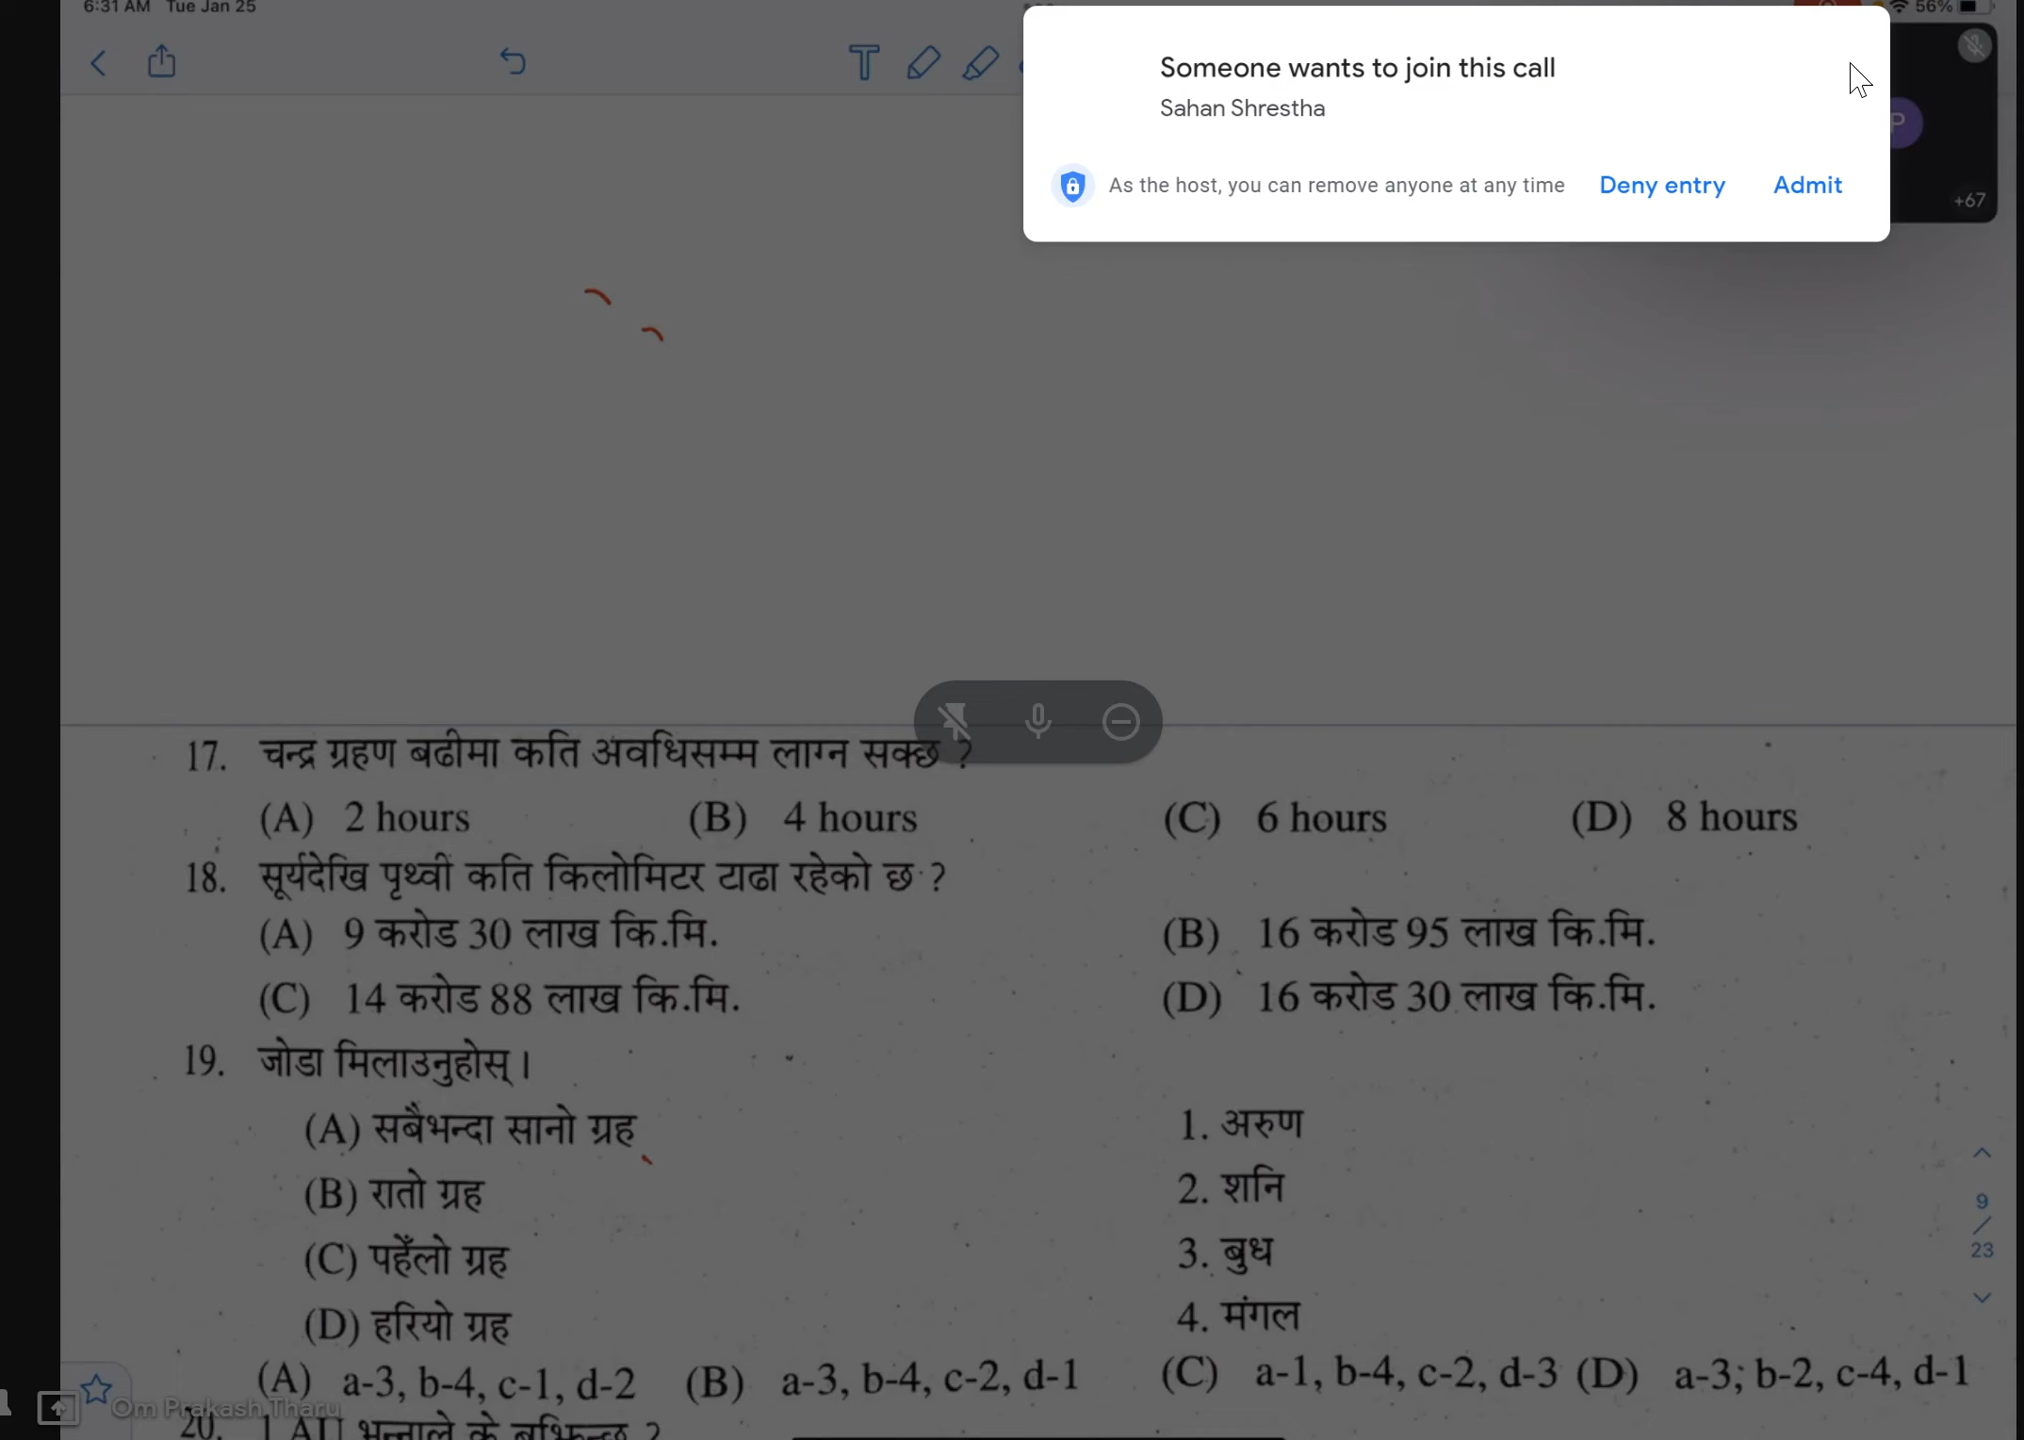 6:31 AM Tue Jan 25
56%
Someone wants to join this call
Sahan Shrestha
As the host, you can remove anyone at any time Deny entry Admit
P
+67
17. चन्द्र ग्रहण बढीमा कति अवधिसम्म लाग्न सक्छ ?
(A) 2 hours (B) 4 hours (C) 6 hours (D) 8 hours
18. सूर्यदेखि पृथ्वी कति किलोमिटर टाढा रहेको छ ?
(A) 9 करोड 30 लाख कि.मि. (B) 16 करोड 95 लाख कि.मि.
(C) 14 करोड 88 लाख कि.मि. (D) 16 करोड 30 लाख कि.मि.
19. जोडा मिलाउनुहोस् ।
(A) सबैभन्दा सानो ग्रह 1. अरुण
(B) रातो ग्रह 2. शनि
(C) पहेँलो ग्रह 3. बुध
(D) हरियो ग्रह 4. मंगल
9
/
23
(A) a-3, b-4, c-1, d-2 (B) a-3, b-4, c-2, d-1 (C) a-1, b-4, c-2, d-3 (D) a-3; b-2, c-4, d-1
Om Prakash Tharu
20. 1 AU भन्नाले के बुझिन्छ ?